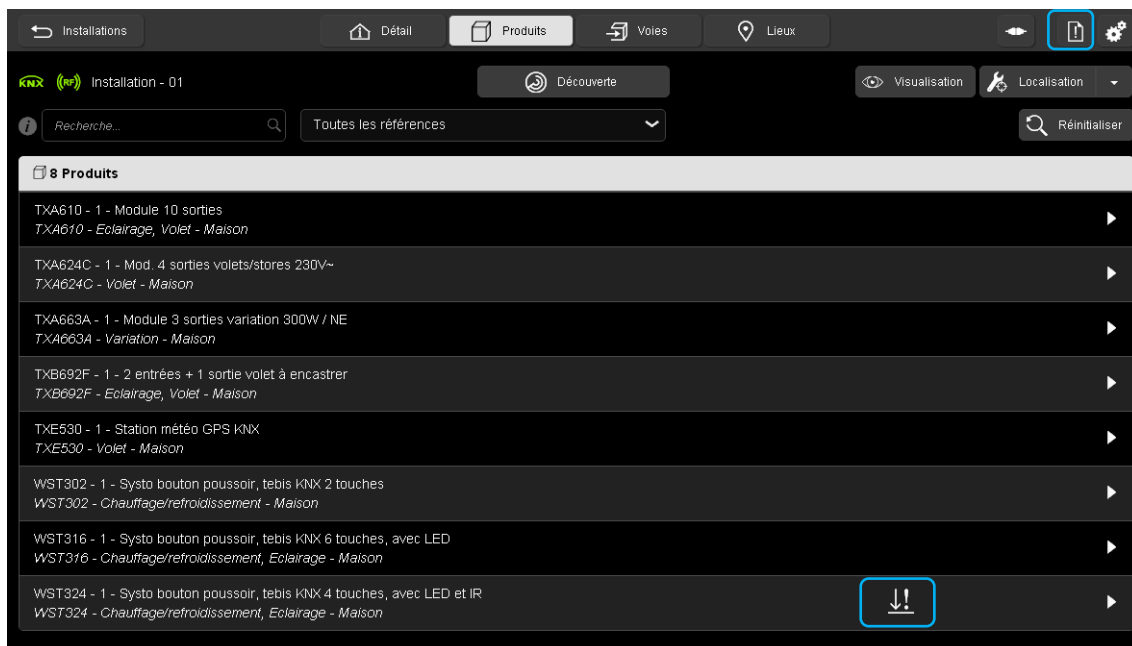 Installations
Détail
Produits
Voies
Lieux
KNX RF Installation - 01
Découverte
Visualisation
Localisation
Recherche...
Toutes les références
Réinitialiser
8 Produits
TXA610 - 1 - Module 10 sorties
TXA610 - Eclairage, Volet - Maison
TXA624C - 1 - Mod. 4 sorties volets/stores 230V~
TXA624C - Volet - Maison
TXA663A - 1 - Module 3 sorties variation 300W / NE
TXA663A - Variation - Maison
TXB692F - 1 - 2 entrées + 1 sortie volet à encastrer
TXB692F - Eclairage, Volet - Maison
TXE530 - 1 - Station météo GPS KNX
TXE530 - Volet - Maison
WST302 - 1 - Systo bouton poussoir, tebis KNX 2 touches
WST302 - Chauffage/refroidissement - Maison
WST316 - 1 - Systo bouton poussoir, tebis KNX 6 touches, avec LED
WST316 - Chauffage/refroidissement, Eclairage - Maison
WST324 - 1 - Systo bouton poussoir, tebis KNX 4 touches, avec LED et IR
WST324 - Chauffage/refroidissement, Eclairage - Maison